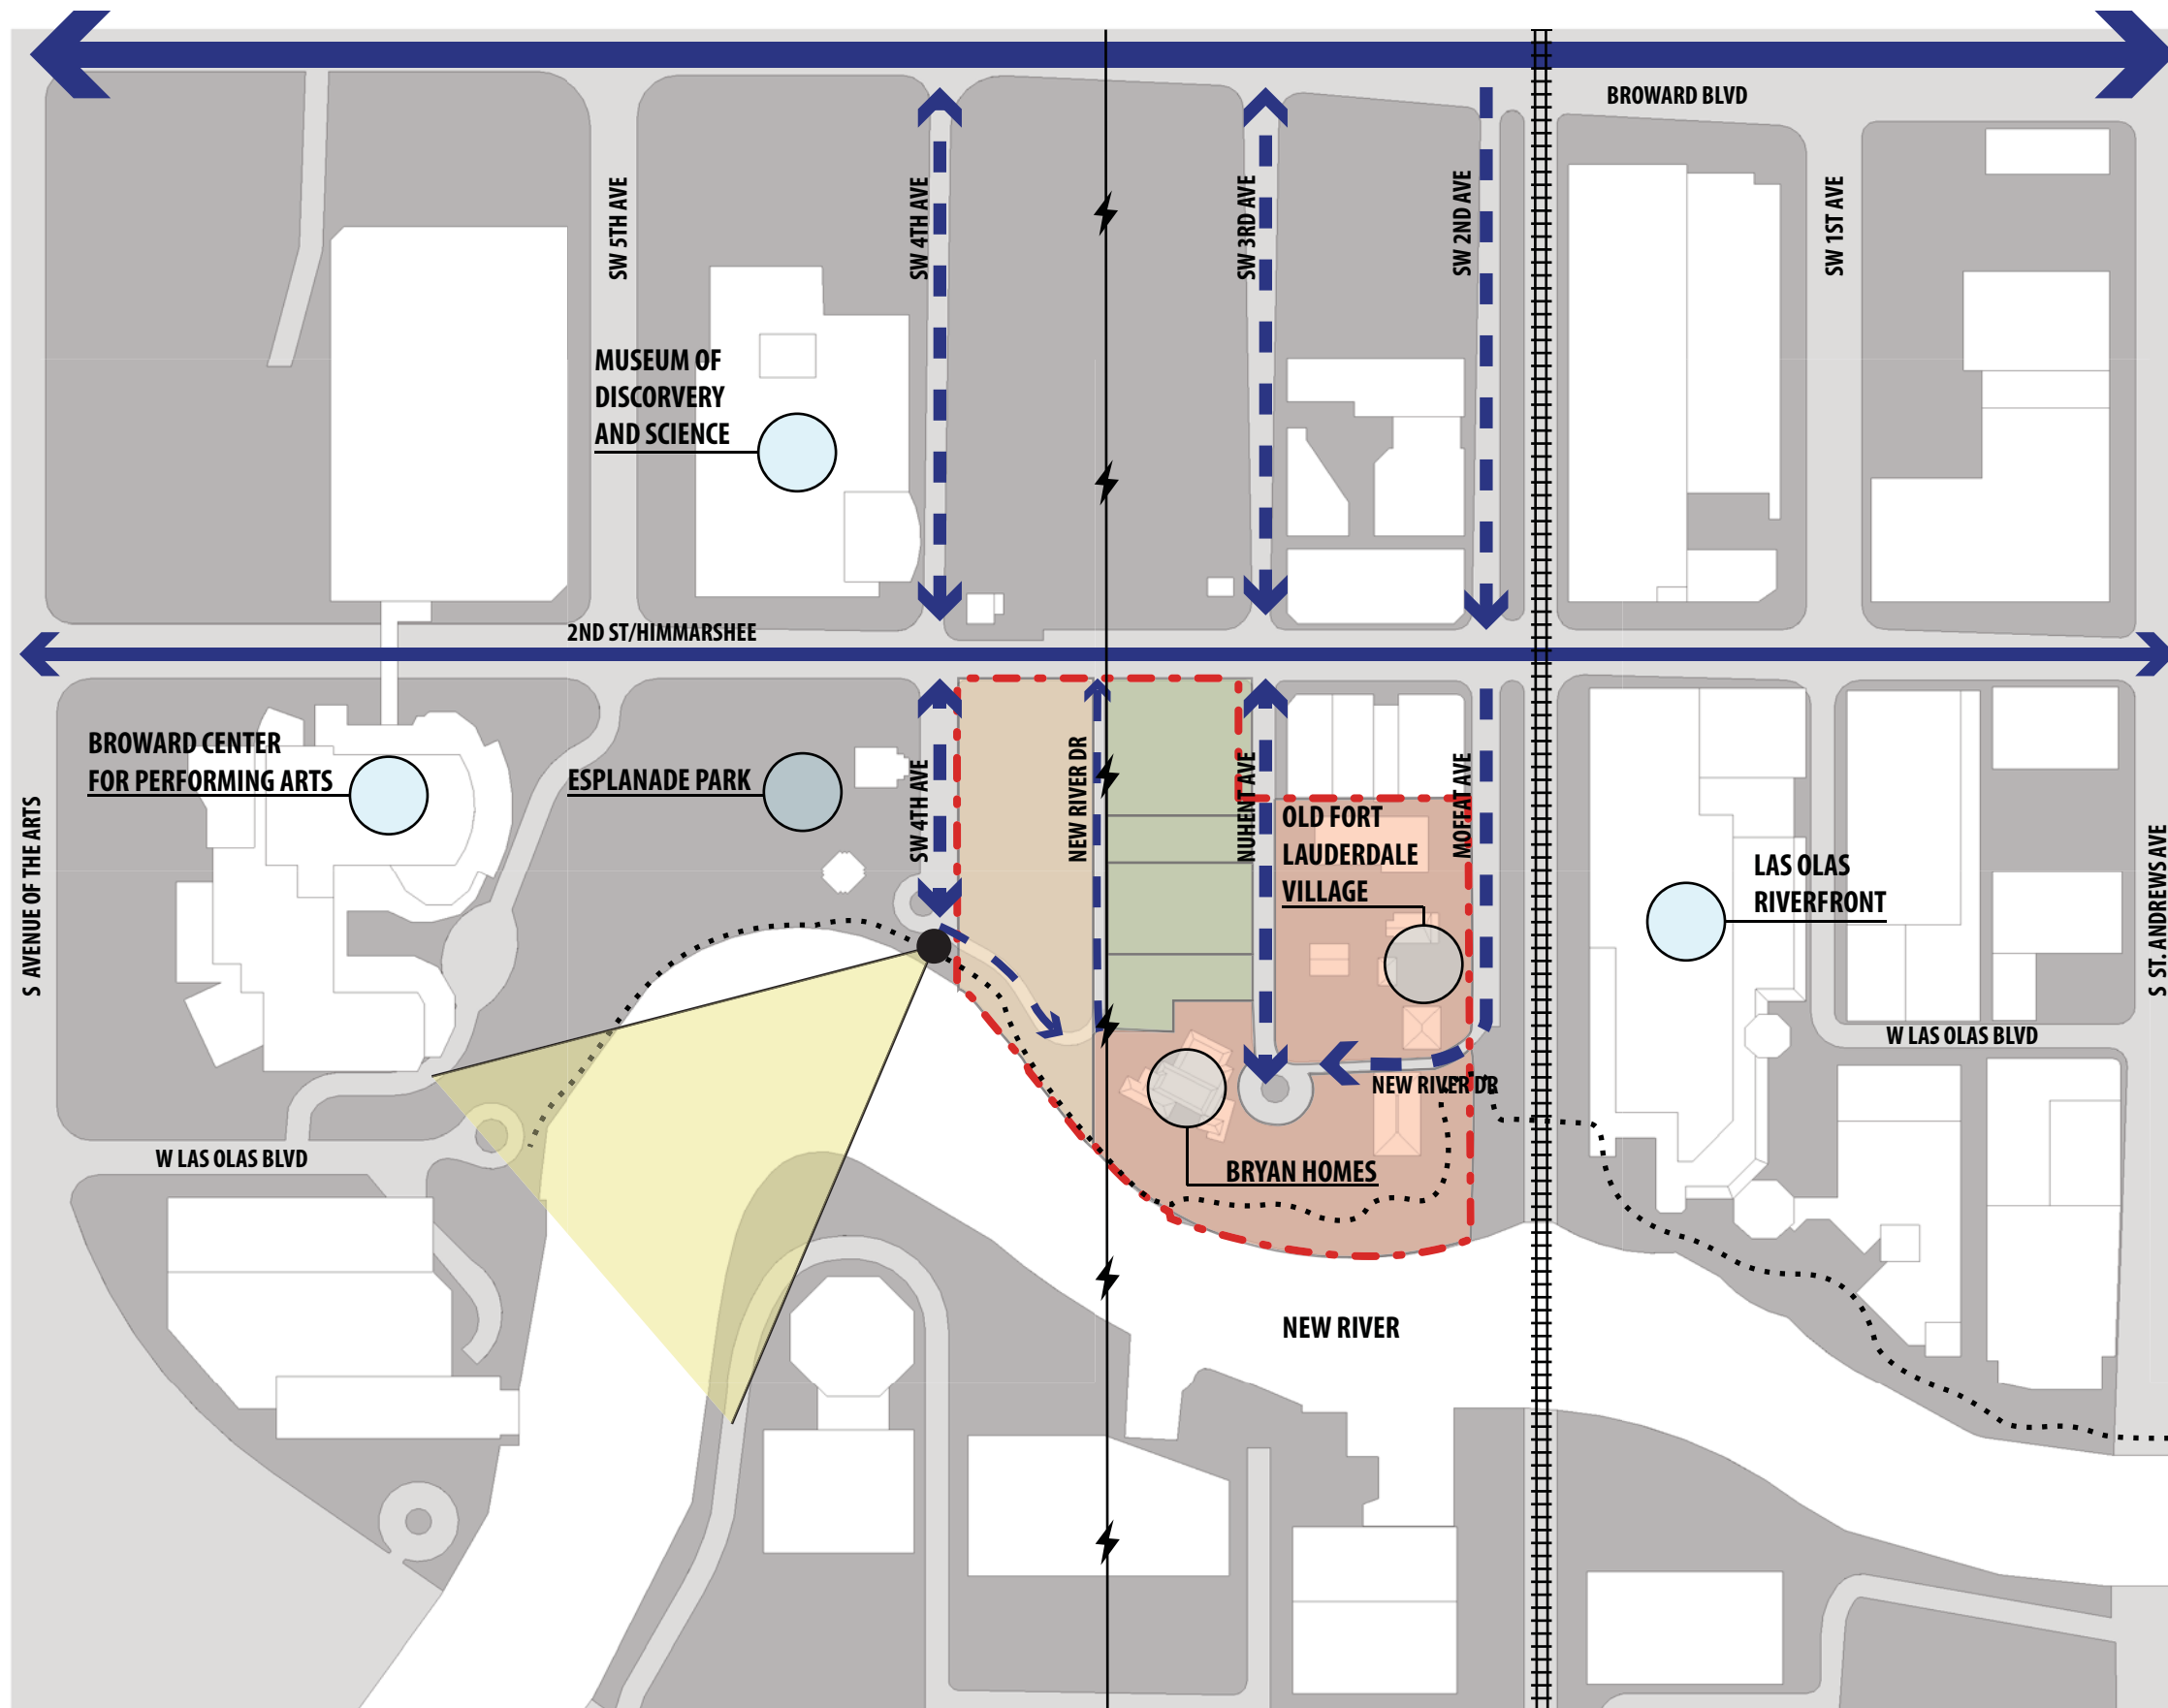 BROWARD BLVD
SW 5TH AVE
SW 4TH AVE
SW 3RD AVE
SW 2ND AVE
SW 1ST AVE
MUSEUM OF
DISCORVERY
AND SCIENCE
2ND ST/HIMMARSHEE
BROWARD CENTER
FOR PERFORMING ARTS
ESPLANADE PARK
SW 4TH AVE
NEW RIVER DR
NUHENT AVE
OLD FORT
LAUDERDALE
VILLAGE
MOFFAT AVE
LAS OLAS
RIVERFRONT
S AVENUE OF THE ARTS
S ST. ANDREWS AVE
W LAS OLAS BLVD
NEW RIVER DR
W LAS OLAS BLVD
BRYAN HOMES
NEW RIVER